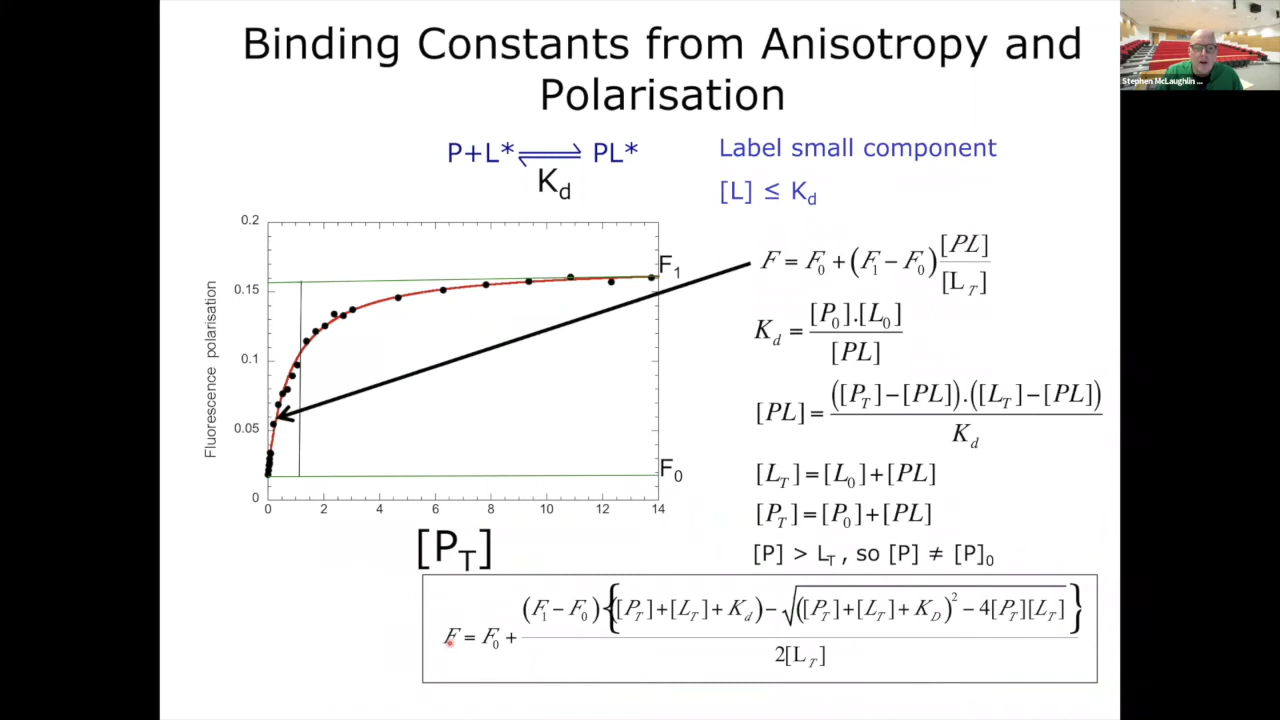 Binding Constants from Anisotropy and
Polarisation
Stephen McLaughlin ...
P+L* ⇌ PL*
K_d
Label small component
[L] ≤ K_d
0.2
0.15
0.1
0.05
0
Fluorescence polarisation
0 2 4 6 8 10 12 14
[P_T]
F_1
F_0
F = F_0 + (F_1 − F_0) [PL] / [L_T]
K_d = [P_0].[L_0] / [PL]
[PL] = ([P_T] − [PL]).([L_T] − [PL]) / K_d
[L_T] = [L_0] + [PL]
[P_T] = [P_0] + [PL]
[P] > L_T , so [P] ≠ [P]_0
F = F_0 + (F_1 − F_0) {([P_T] + [L_T] + K_d) − √(([P_T] + [L_T] + K_D)^2 − 4[P_T][L_T])} / 2[L_T]